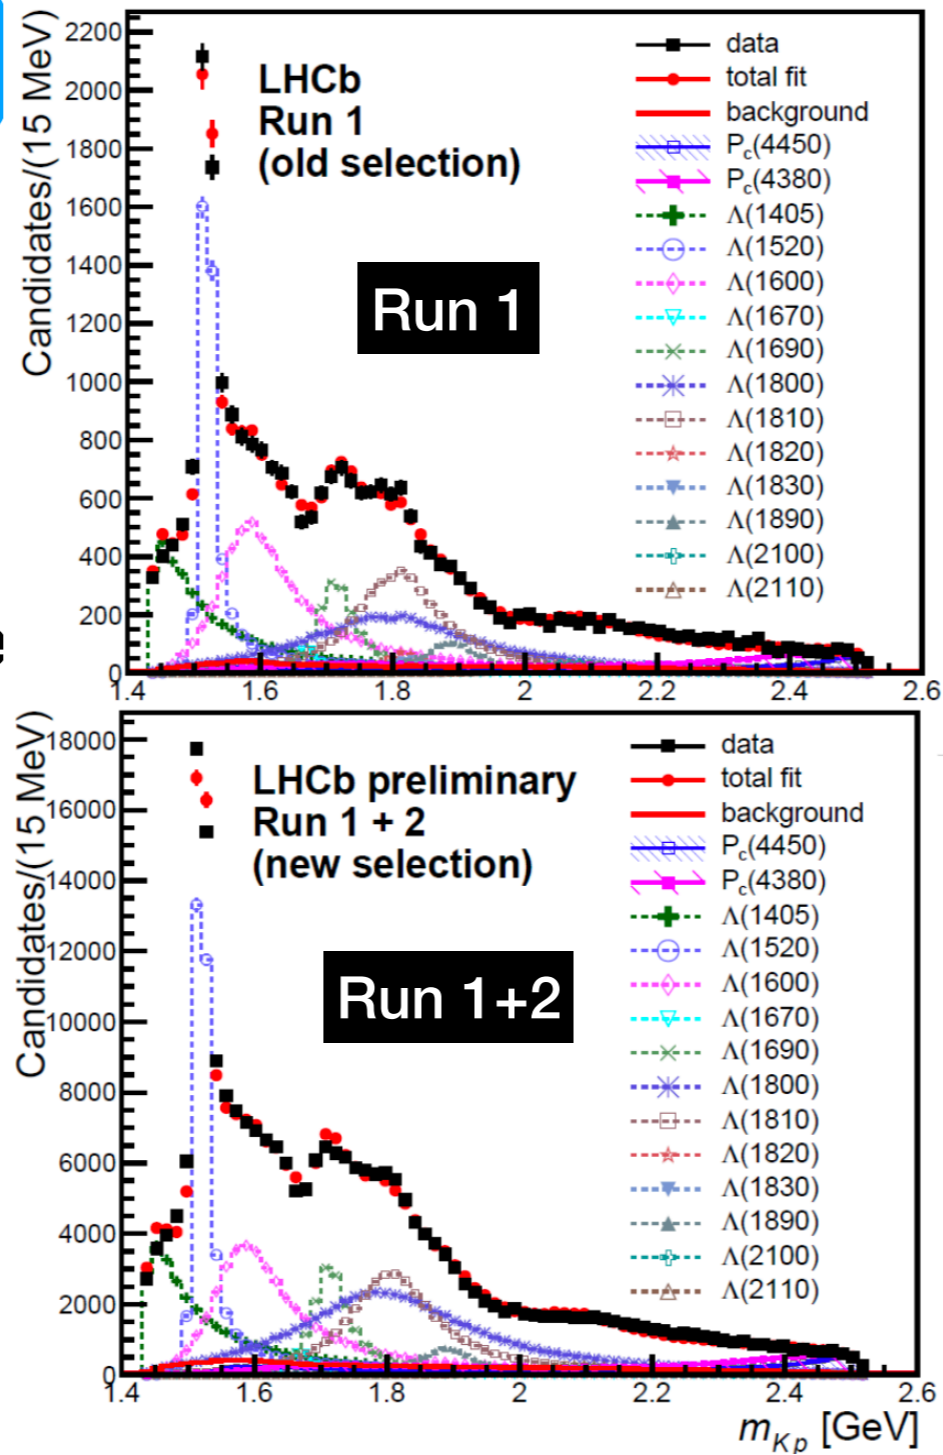 Candidates/(15 MeV)
2200
2000
1800
1600
1400
1200
1000
800
600
400
200
0
LHCb
Run 1
(old selection)
Run 1
data
total fit
background
Pc(4450)
Pc(4380)
Λ(1405)
Λ(1520)
Λ(1600)
Λ(1670)
Λ(1690)
Λ(1800)
Λ(1810)
Λ(1820)
Λ(1830)
Λ(1890)
Λ(2100)
Λ(2110)
1.4 1.6 1.8 2 2.2 2.4 2.6
Candidates/(15 MeV)
18000
16000
14000
12000
10000
8000
6000
4000
2000
0
LHCb preliminary
Run 1 + 2
(new selection)
Run 1+2
data
total fit
background
Pc(4450)
Pc(4380)
Λ(1405)
Λ(1520)
Λ(1600)
Λ(1670)
Λ(1690)
Λ(1800)
Λ(1810)
Λ(1820)
Λ(1830)
Λ(1890)
Λ(2100)
Λ(2110)
1.4 1.6 1.8 2 2.2 2.4 2.6
mKp [GeV]